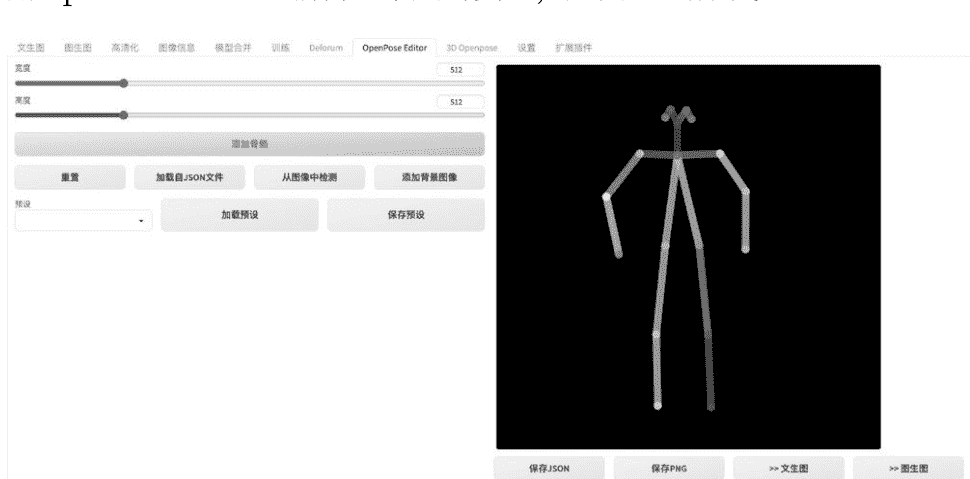 文生图 图生图 高清化 图像信息 模型合并 训练 Deforum OpenPose Editor 3D Openpose 设置 扩展插件
宽度 512
高度 512
添加骨骼
重置 加载自JSON文件 从图像中检测 添加背景图像
预设
加载预设 保存预设
保存JSON 保存PNG >> 文生图 >> 图生图